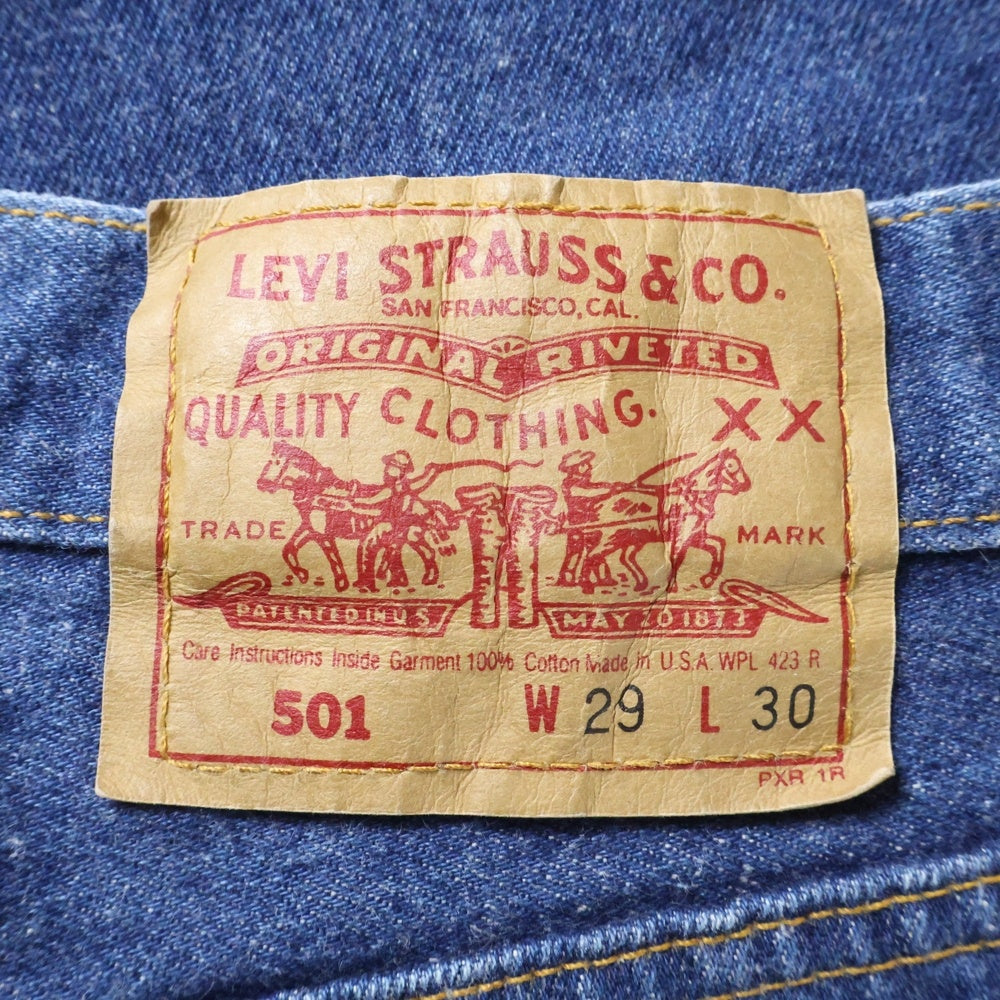 LEVI STRAUSS & CO.
SAN FRANCISCO, CAL.
ORIGINAL RIVETED
QUALITY CLOTHING. XX
TRADE MARK
PATENTED IN U S MAY 20 1873
Care Instructions Inside Garment 100% Cotton Made in U.S.A. WPL 423 R
501 W 29 L 30
PXR 1R